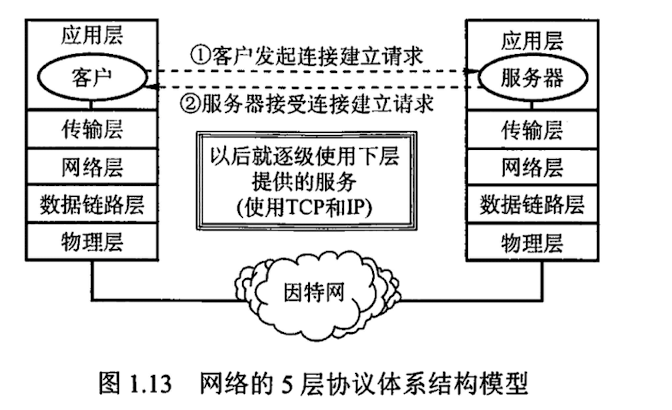 应用层
客户
传输层
网络层
数据链路层
物理层
①客户发起连接建立请求
②服务器接受连接建立请求
以后就逐级使用下层
提供的服务
(使用TCP和IP)
因特网
应用层
服务器
传输层
网络层
数据链路层
物理层
图 1.13 网络的 5 层协议体系结构模型